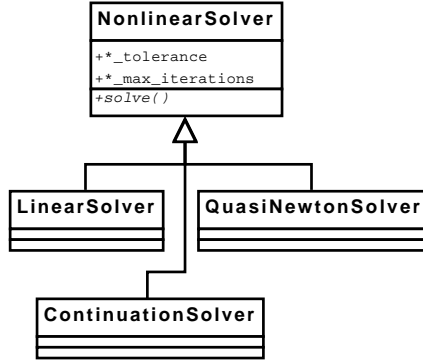 NonlinearSolver
+*_tolerance
+*_max_iterations
+solve()
LinearSolver
QuasiNewtonSolver
ContinuationSolver